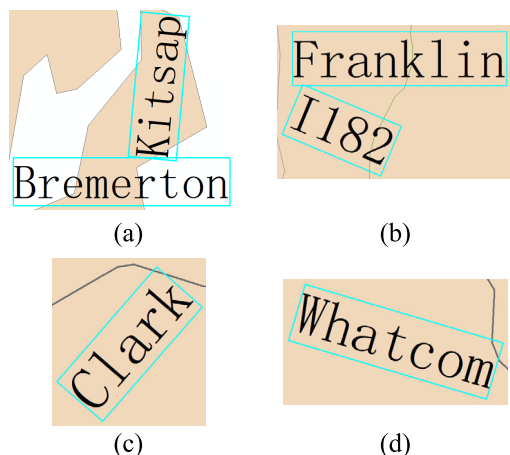 Kitsap
Bremerton
(a)
Franklin
I182
(b)
Clark
(c)
Whatcom
(d)